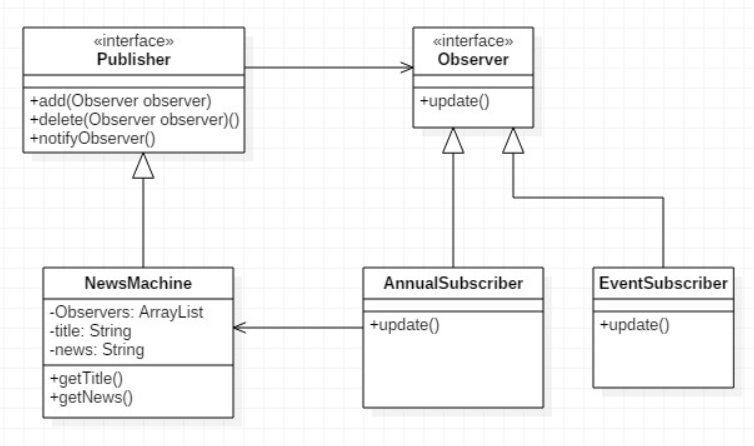 «interface»
Publisher
+add(Observer observer)
+delete(Observer observer)()
+notifyObserver()
«interface»
Observer
+update()
NewsMachine
-Observers: ArrayList
-title: String
-news: String
+getTitle()
+getNews()
AnnualSubscriber
+update()
EventSubscriber
+update()